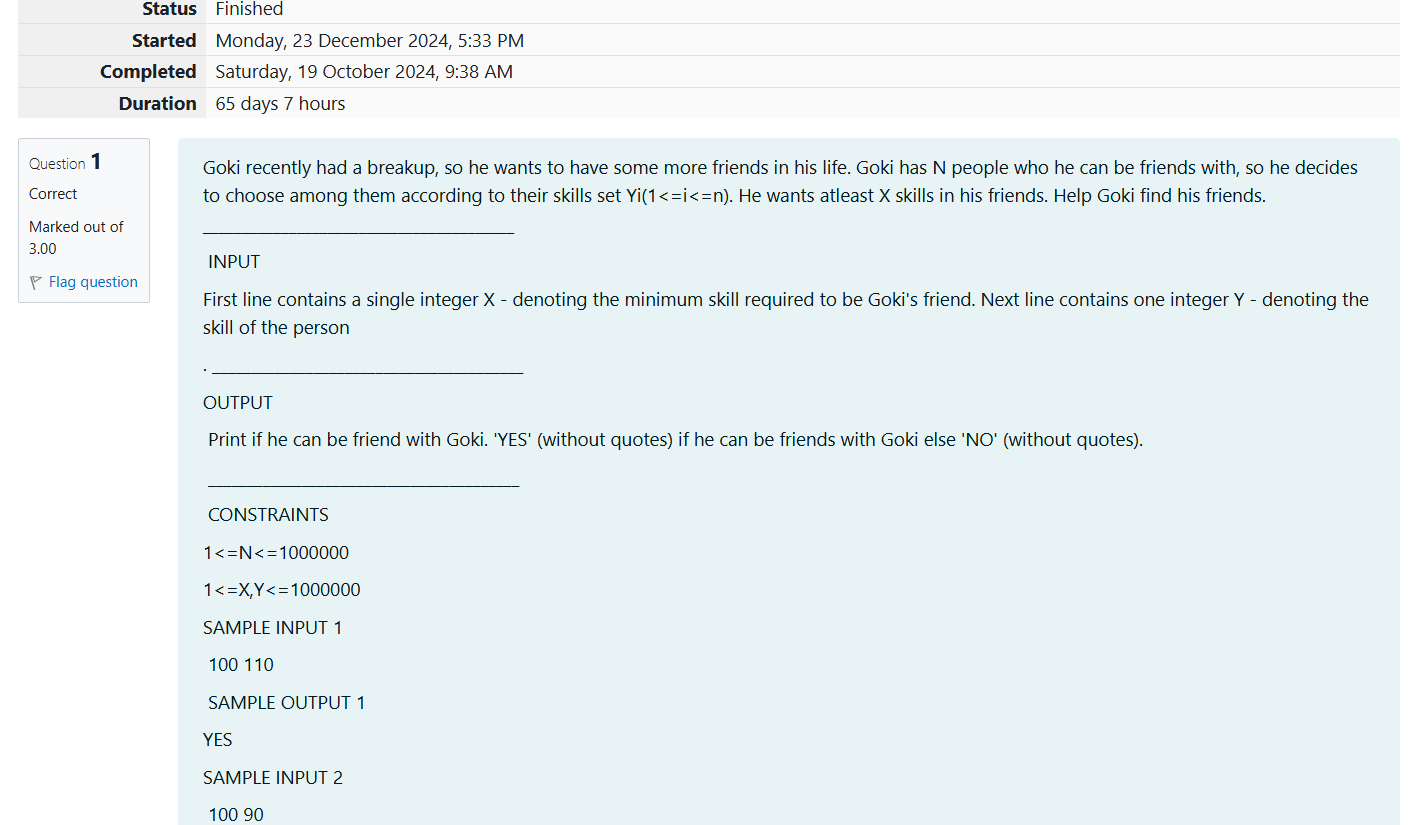 Status Finished
Started Monday, 23 December 2024, 5:33 PM
Completed Saturday, 19 October 2024, 9:38 AM
Duration 65 days 7 hours
Question 1
Correct
Marked out of
3.00
Flag question
Goki recently had a breakup, so he wants to have some more friends in his life. Goki has N people who he can be friends with, so he decides
to choose among them according to their skills set Yi(1<=i<=n). He wants atleast X skills in his friends. Help Goki find his friends.
________________________________________
INPUT
First line contains a single integer X - denoting the minimum skill required to be Goki's friend. Next line contains one integer Y - denoting the
skill of the person
. ________________________________________
OUTPUT
Print if he can be friend with Goki. 'YES' (without quotes) if he can be friends with Goki else 'NO' (without quotes).
________________________________________
CONSTRAINTS
1<=N<=1000000
1<=X,Y<=1000000
SAMPLE INPUT 1
100 110
SAMPLE OUTPUT 1
YES
SAMPLE INPUT 2
100 90